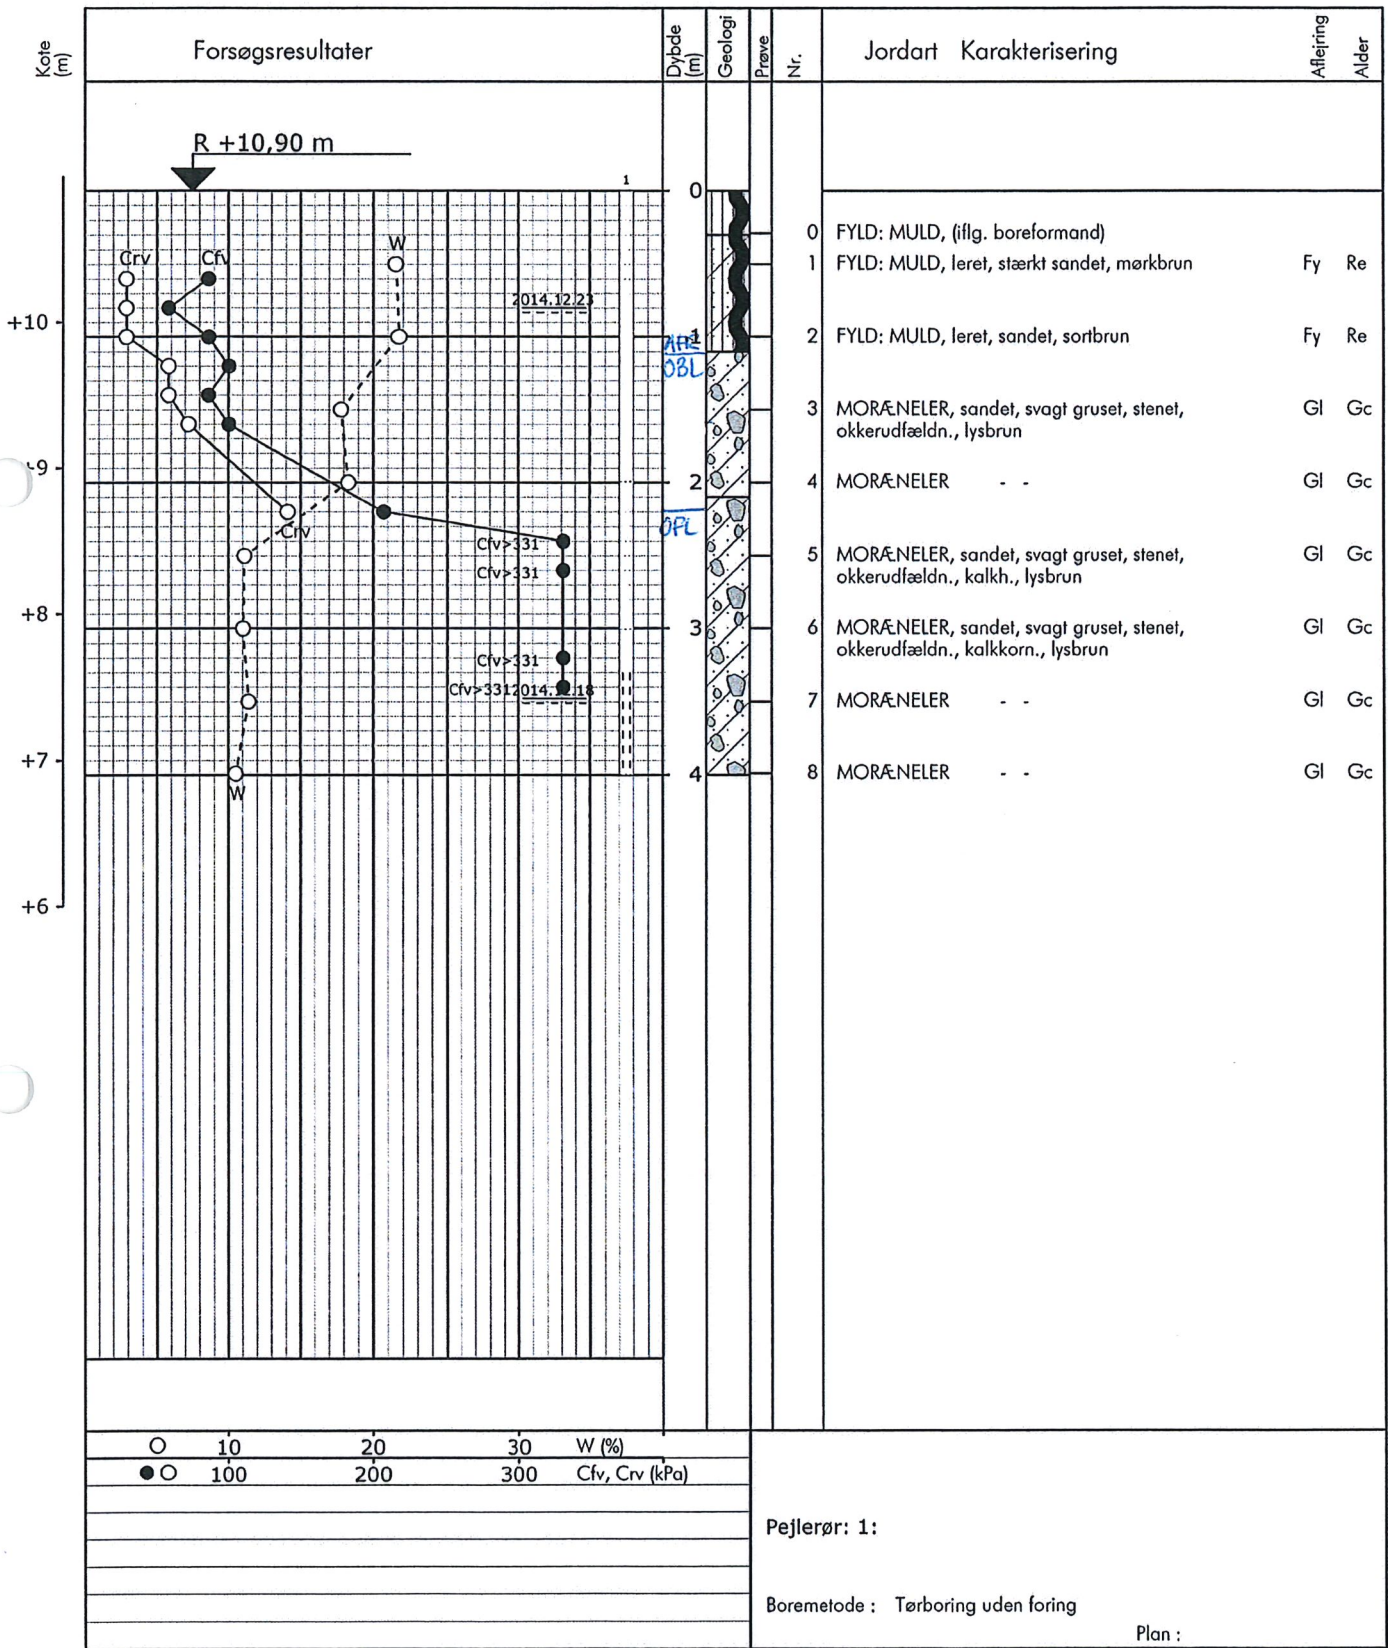 Kote (m)
Forsøgsresultater
Dybde (m)
Geologi
Prøve
Nr.
Jordart Karakterisering
Aflejring
Alder
R +10,90 m
1
0
W
Crv
Cfv
2014.12.23
+10
1
OBL
+9
2
OFL
Crv
Cfv>331
Cfv>331
+8
3
Cfv>331
Cfv>331
2014.12.18
+7
4
W
+6
0 FYLD: MULD, (iflg. boreformand)
1 FYLD: MULD, leret, stærkt sandet, mørkbrun Fy Re
2 FYLD: MULD, leret, sandet, sortbrun Fy Re
3 MORÆNELER, sandet, svagt gruset, stenet, Gl Gc
okkerudfældn., lysbrun
4 MORÆNELER - - Gl Gc
5 MORÆNELER, sandet, svagt gruset, stenet, Gl Gc
okkerudfældn., kalkh., lysbrun
6 MORÆNELER, sandet, svagt gruset, stenet, Gl Gc
okkerudfældn., kalkkorn., lysbrun
7 MORÆNELER - - Gl Gc
8 MORÆNELER - - Gl Gc
10 20 30 W (%)
100 200 300 Cfv, Crv (kPa)
Pejlerør: 1:
Boremetode : Tørboring uden foring
Plan :